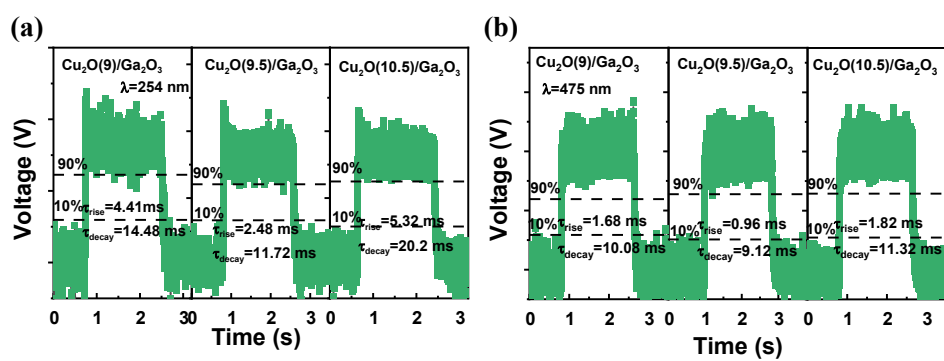 (a)
(b)
Voltage (V)
Cu₂O(9)/Ga₂O₃
λ=254 nm
90%
10%
τrise=4.41ms
τdecay=14.48 ms
Cu₂O(9.5)/Ga₂O₃
90%
10%
τrise=2.48 ms
τdecay=11.72 ms
Cu₂O(10.5)/Ga₂O₃
90%
10%
τrise=5.32 ms
τdecay=20.2 ms
1 2 30 1 2 3 0 1 2 3
Time (s)
Voltage (V)
Cu₂O(9)/Ga₂O₃
λ=475 nm
90%
10%
τrise=1.68 ms
τdecay=10.08 ms
Cu₂O(9.5)/Ga₂O₃
90%
10%
τrise=0.96 ms
τdecay=9.12 ms
Cu₂O(10.5)/Ga₂O₃
90%
10%
τrise=1.82 ms
τdecay=11.32 ms
1 2 3 0 1 2 3 0 1 2 3
Time (s)